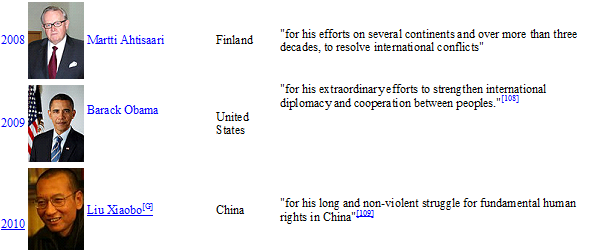 2008 Martti Ahtisaari Finland "for his efforts on several continents and over more than three
decades, to resolve international conflicts"
"for his extraordinary efforts to strengthen international
diplomacy and cooperation between peoples."[108]
Barack Obama
2009 United
States
"for his long and non-violent struggle for fundamental human
rights in China"[109]
Liu Xiaobo[G] China
2010